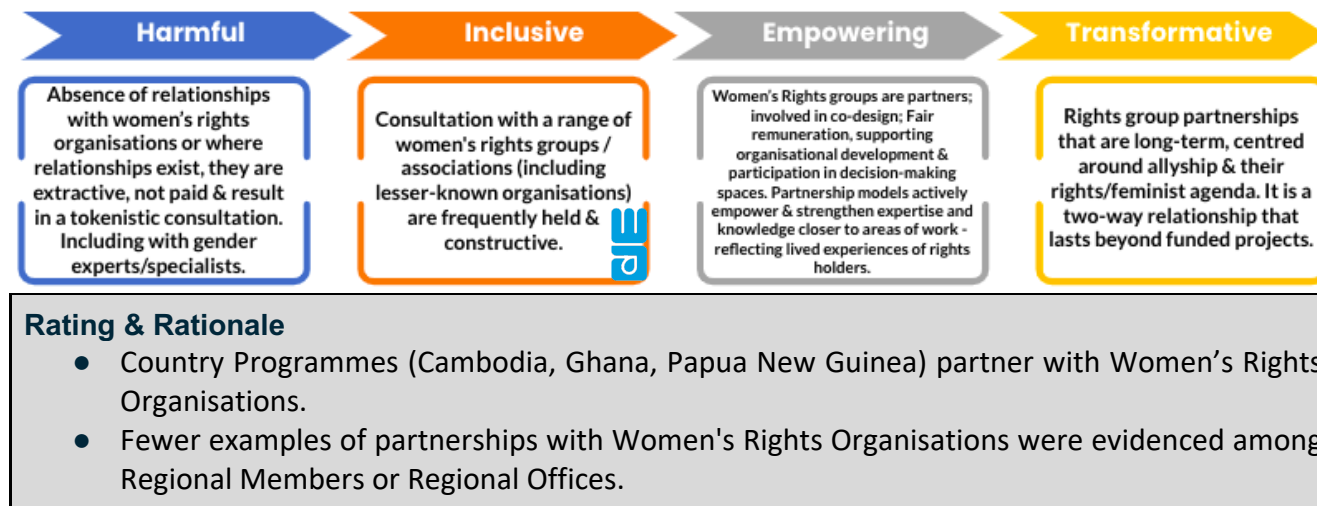 Harmful
Inclusive
Empowering
Transformative
Absence of relationships
with women's rights
organisations or where
relationships exist, they are
extractive, not paid & result
in a tokenistic consultation.
Including with gender
experts/specialists.
Consultation with a range of
women's rights groups /
associations (including
lesser-known organisations)
are frequently held &
constructive.
Women's Rights groups are partners;
involved in co-design; Fair
remuneration, supporting
organisational development &
participation in decision-making
spaces. Partnership models actively
empower & strengthen expertise and
knowledge closer to areas of work -
reflecting lived experiences of rights
holders.
Rights group partnerships
that are long-term, centred
around allyship & their
rights/feminist agenda. It is a
two-way relationship that
lasts beyond funded projects.
Rating & Rationale
● Country Programmes (Cambodia, Ghana, Papua New Guinea) partner with Women's Rights
Organisations.
● Fewer examples of partnerships with Women's Rights Organisations were evidenced among
Regional Members or Regional Offices.